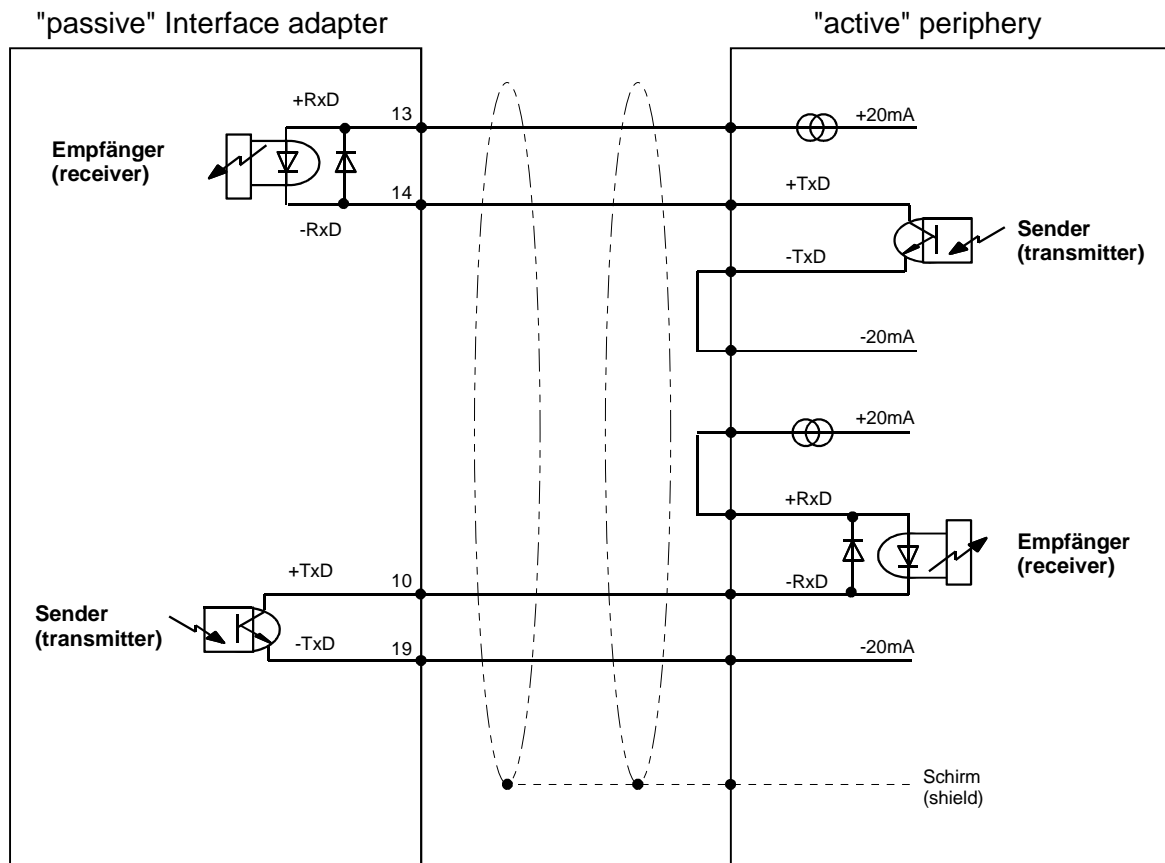 "passive" Interface adapter
"active" periphery
+RxD
13
+20mA
Empfänger
(receiver)
14
+TxD
-RxD
Sender
(transmitter)
-TxD
-20mA
+20mA
+RxD
Empfänger
(receiver)
+TxD
10
-RxD
Sender
(transmitter)
-TxD
19
-20mA
Schirm
(shield)